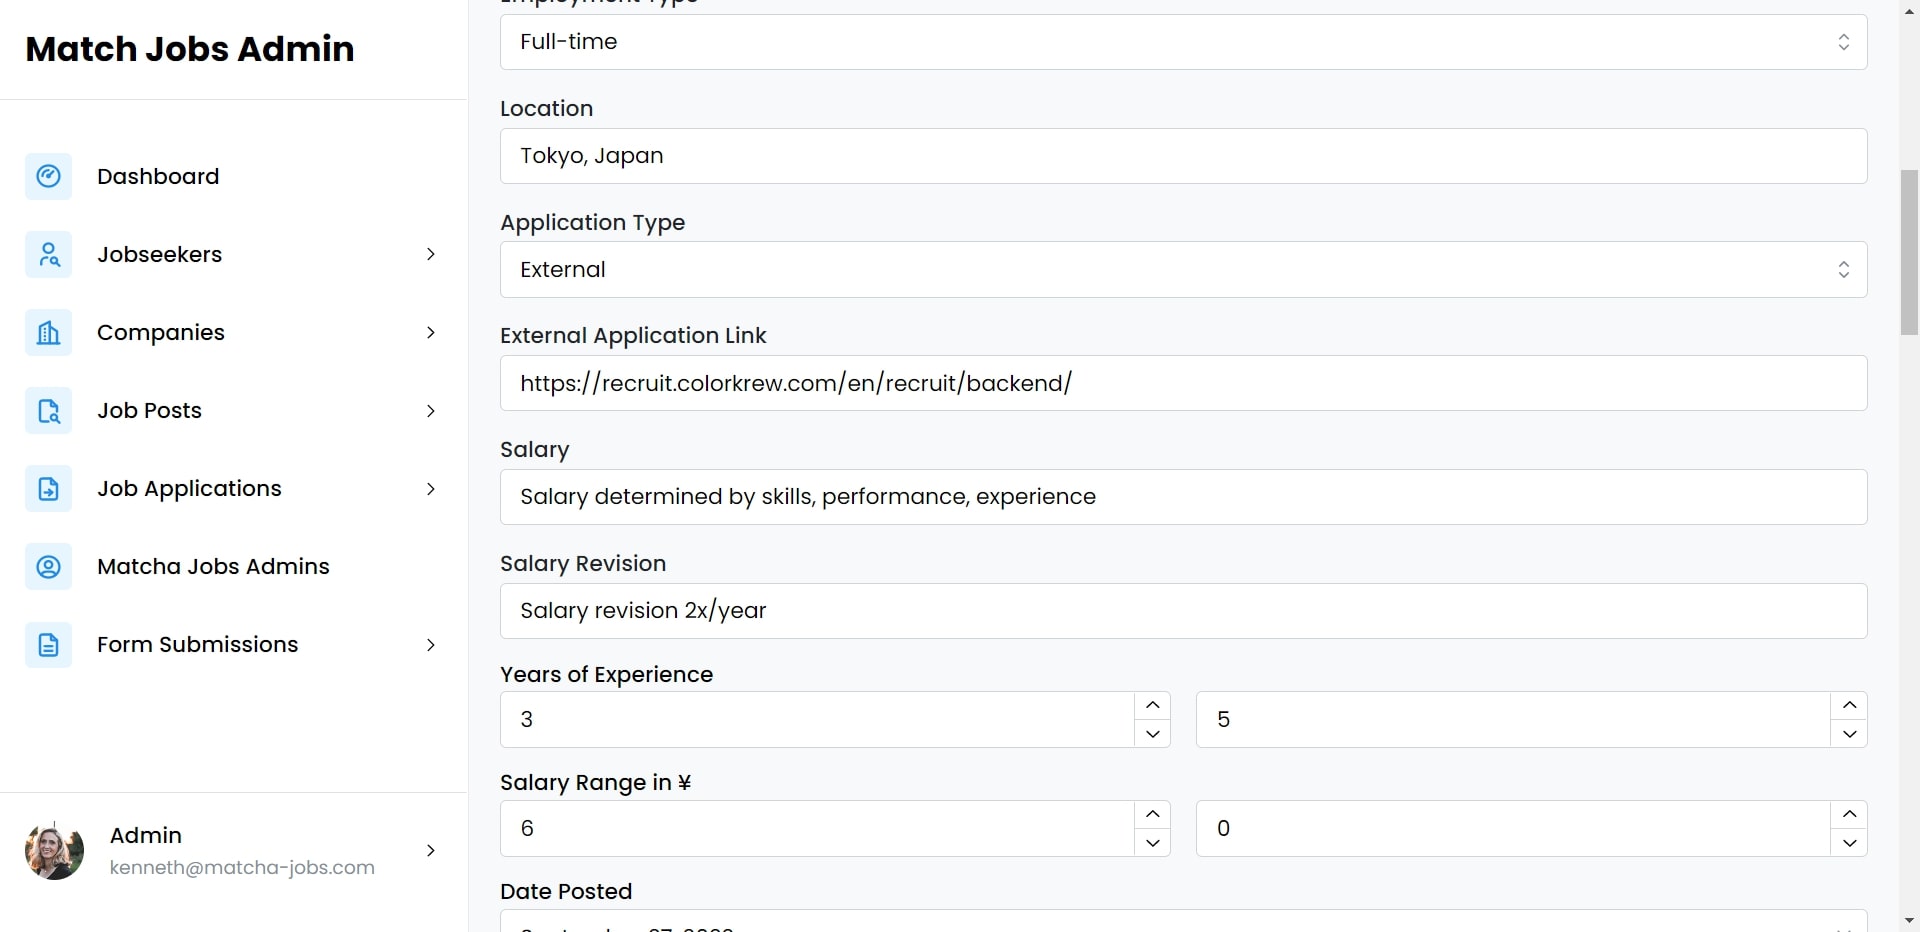 Match Jobs Admin
Dashboard
Jobseekers
Companies
Job Posts
Job Applications
Matcha Jobs Admins
Form Submissions
Admin
kenneth@matcha-jobs.com
Employment Type
Full-time
Location
Tokyo, Japan
Application Type
External
External Application Link
https://recruit.colorkrew.com/en/recruit/backend/
Salary
Salary determined by skills, performance, experience
Salary Revision
Salary revision 2x/year
Years of Experience
3
5
Salary Range in ¥
6
0
Date Posted